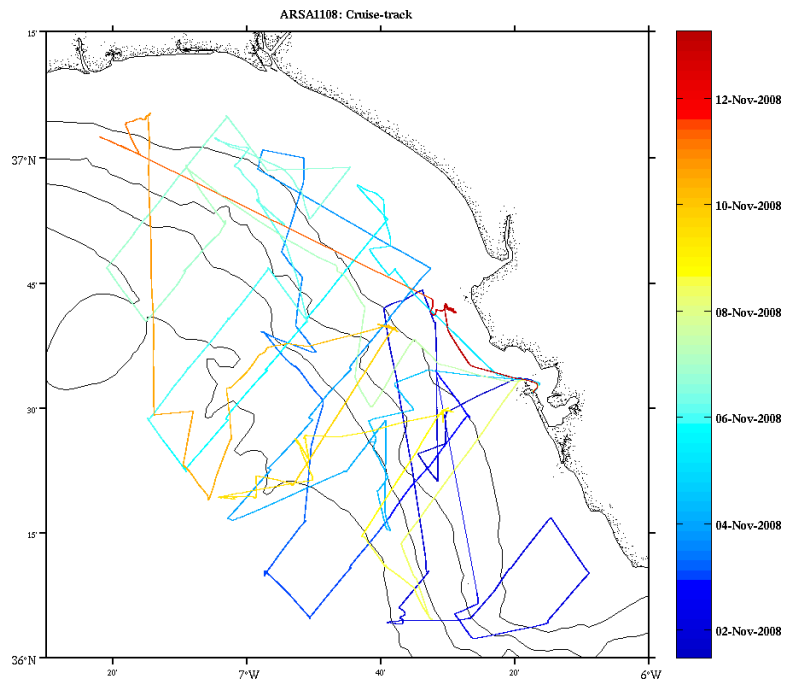 ARSA1108: Cruise-track
15'
37°N
45'
30'
15'
36°N
20'
7°W
40'
20'
6°W
12-Nov-2008
10-Nov-2008
08-Nov-2008
06-Nov-2008
04-Nov-2008
02-Nov-2008